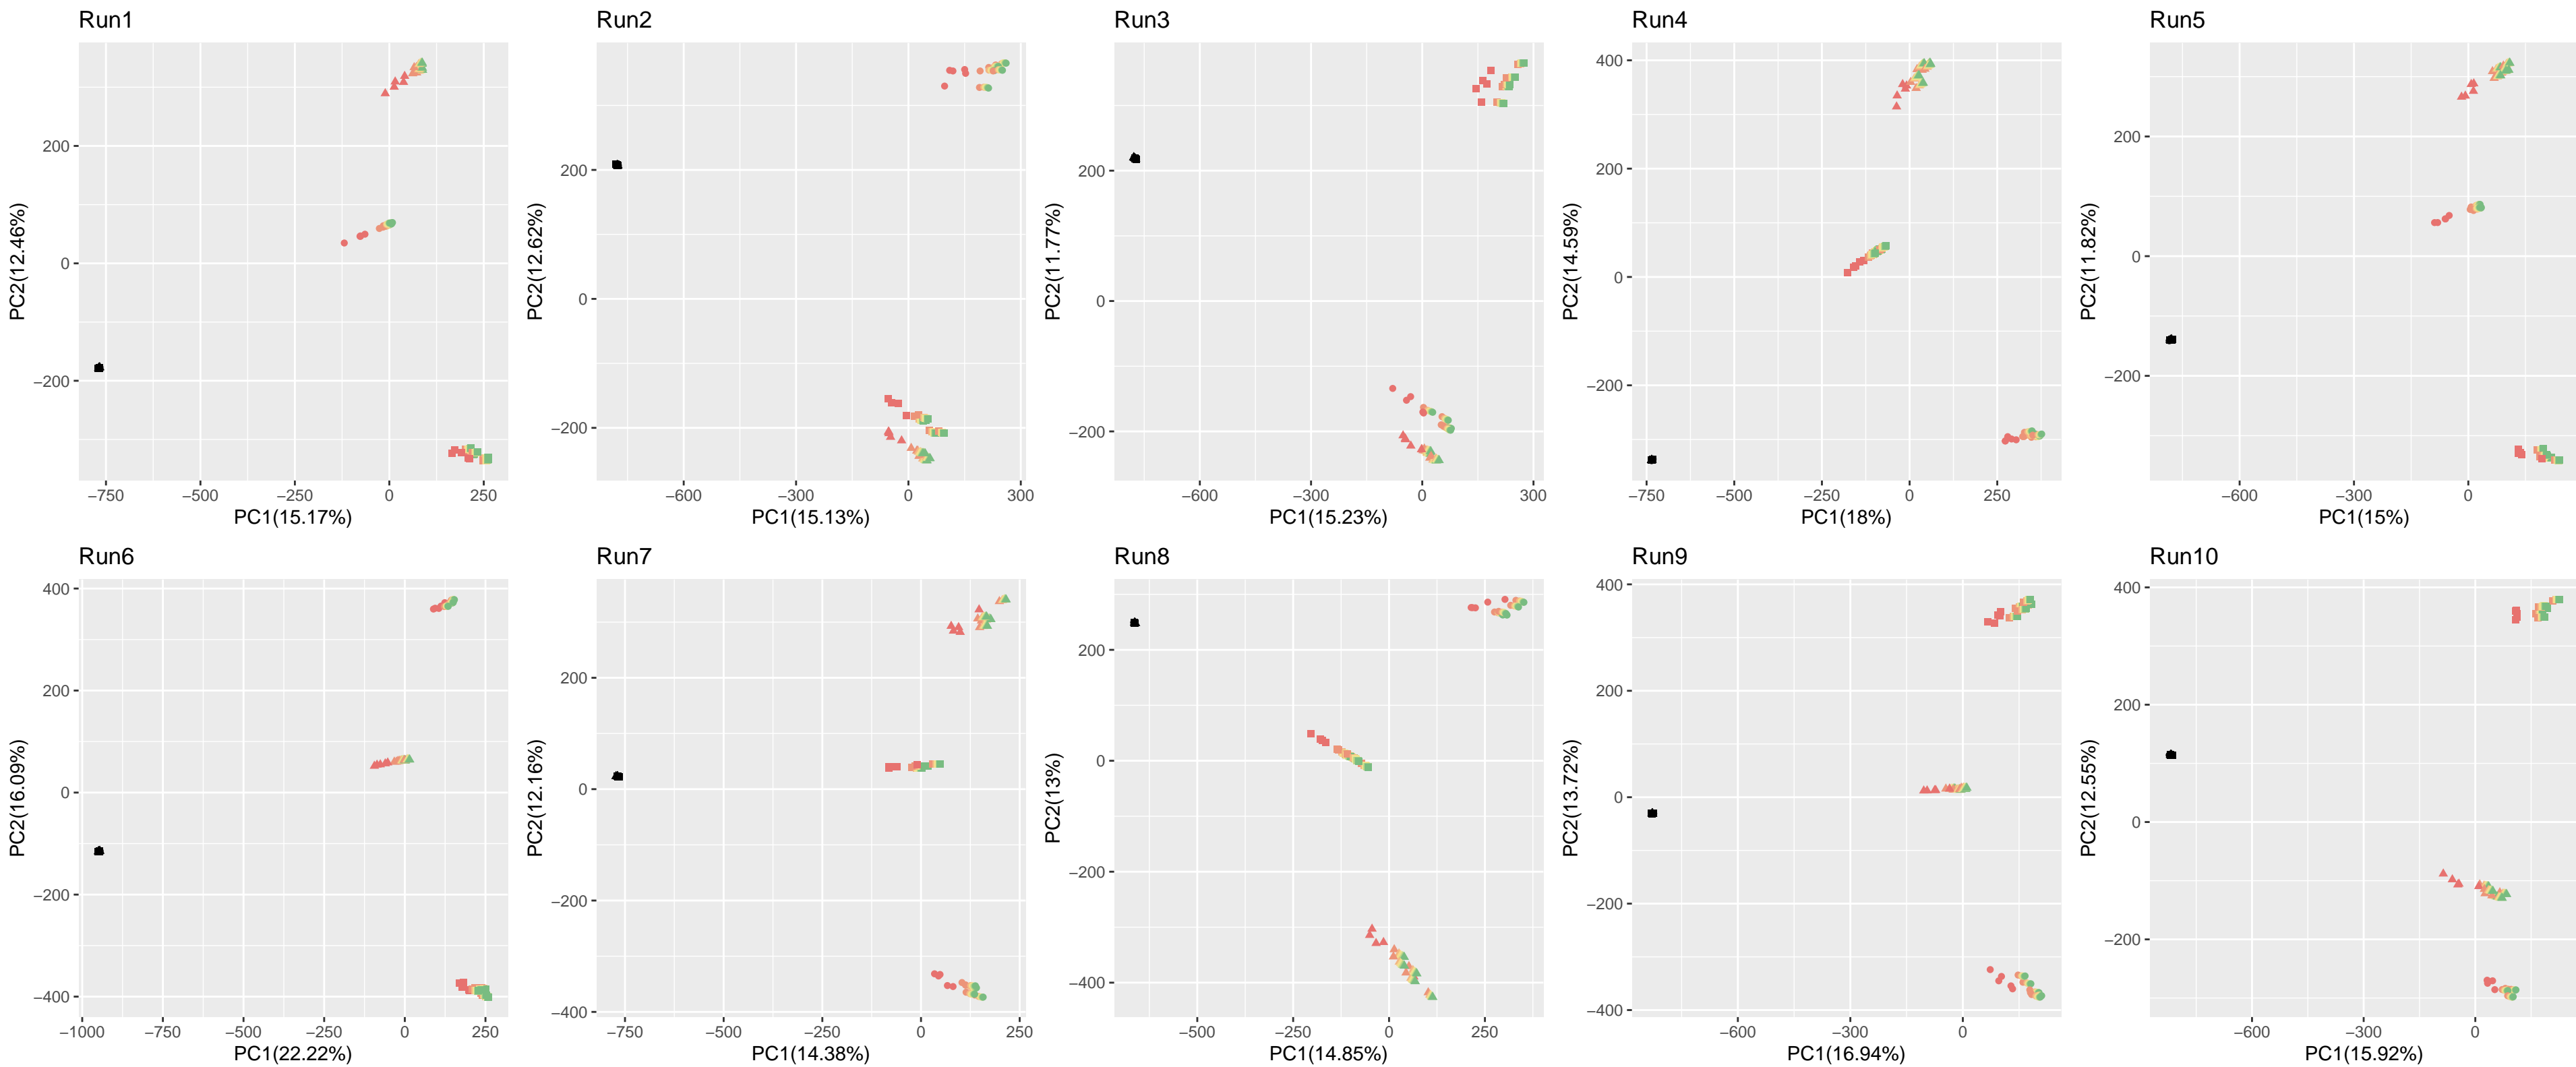 Run1
PC2(12.46%)
200
0
−200
−750 −500 −250 0 250
PC1(15.17%)
Run2
PC2(12.62%)
200
0
−200
−600 −300 0 300
PC1(15.13%)
Run3
PC2(11.77%)
200
0
−200
−600 −300 0 300
PC1(15.23%)
Run4
PC2(14.59%)
400
200
0
−200
−750 −500 −250 0 250
PC1(18%)
Run5
PC2(11.82%)
200
0
−200
−600 −300 0
PC1(15%)
Run6
PC2(16.09%)
400
200
0
−200
−400
−1000 −750 −500 −250 0 250
PC1(22.22%)
Run7
PC2(12.16%)
200
0
−200
−400
−750 −500 −250 0 250
PC1(14.38%)
Run8
PC2(13%)
200
0
−200
−400
−500 −250 0 250
PC1(14.85%)
Run9
PC2(13.72%)
400
200
0
−200
−400
−600 −300 0
PC1(16.94%)
Run10
PC2(12.55%)
400
200
0
−200
−600 −300 0
PC1(15.92%)